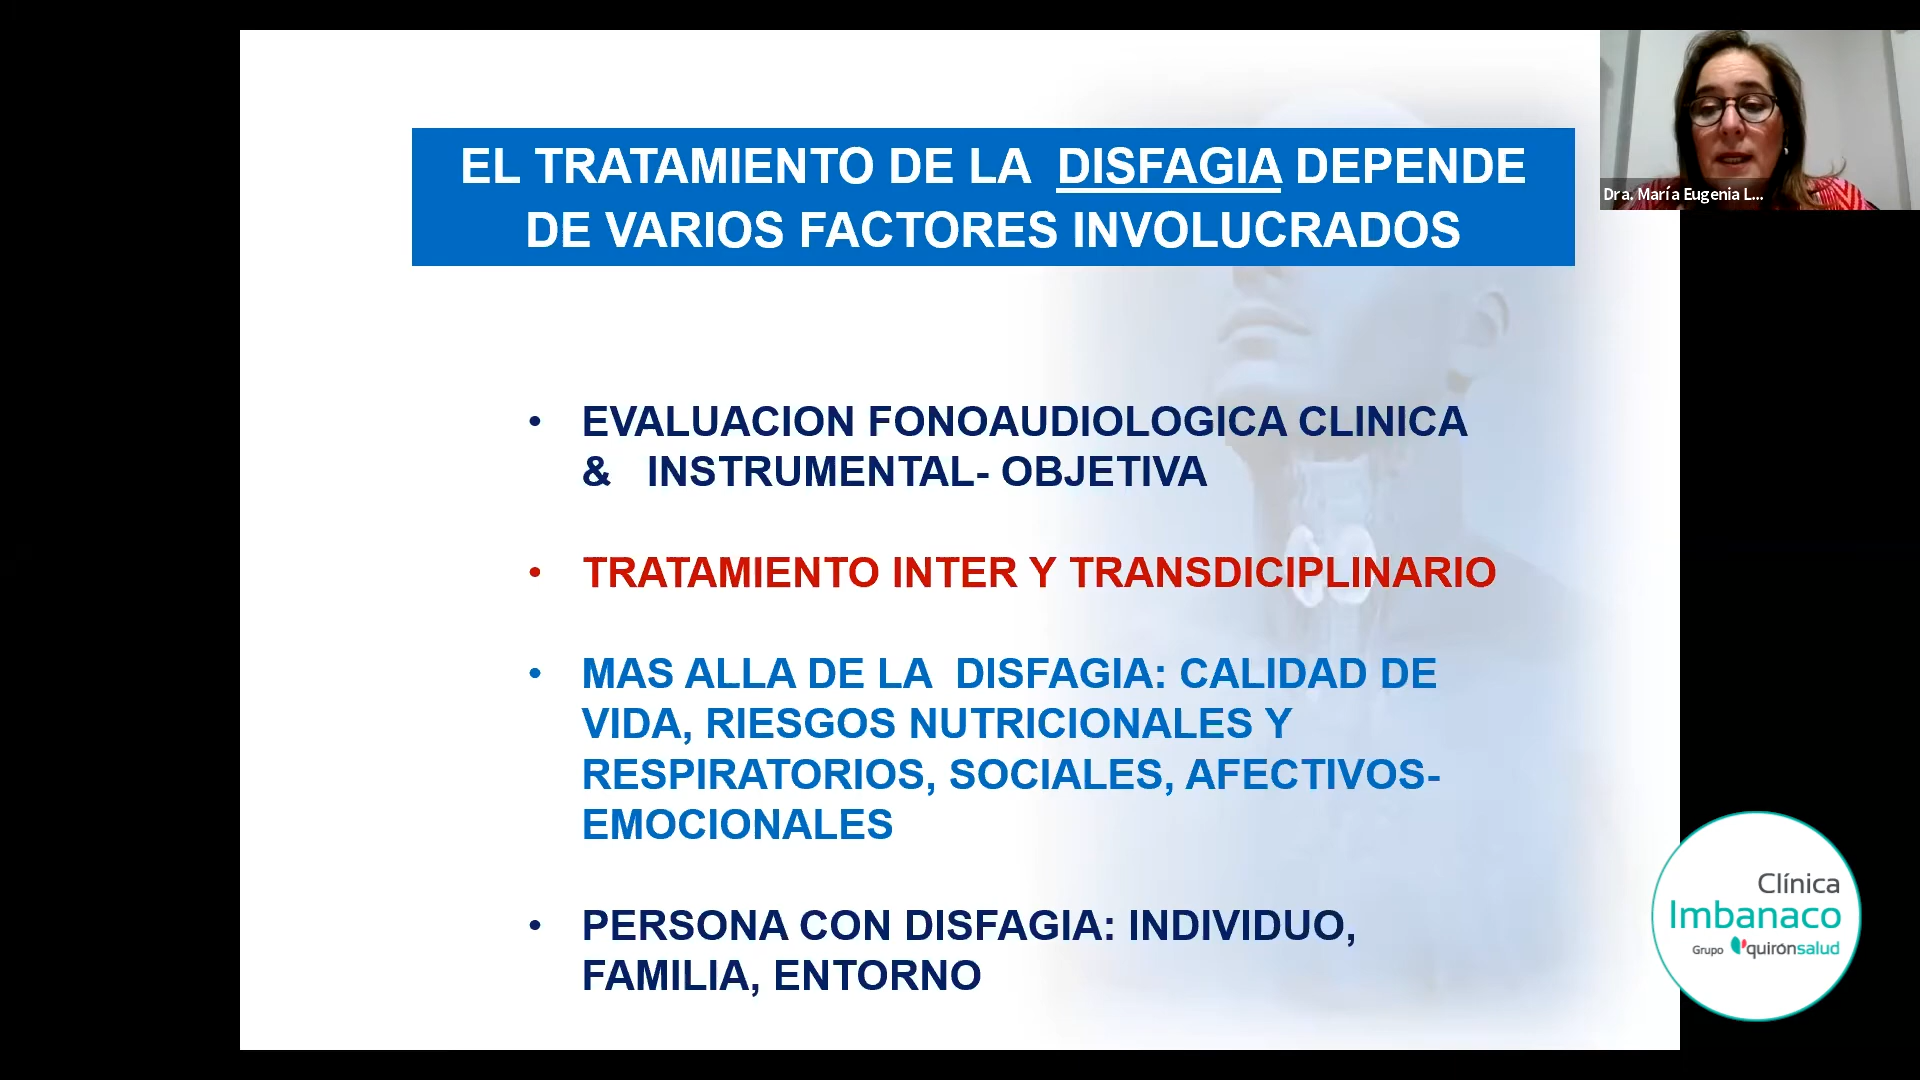 EL TRATAMIENTO DE LA DISFAGIA DEPENDE
DE VARIOS FACTORES INVOLUCRADOS
Dra. María Eugenia L...
• EVALUACION FONOAUDIOLOGICA CLINICA
& INSTRUMENTAL- OBJETIVA
• TRATAMIENTO INTER Y TRANSDICIPLINARIO
• MAS ALLA DE LA DISFAGIA: CALIDAD DE
VIDA, RIESGOS NUTRICIONALES Y
RESPIRATORIOS, SOCIALES, AFECTIVOS-
EMOCIONALES
• PERSONA CON DISFAGIA: INDIVIDUO,
FAMILIA, ENTORNO
Clínica
Imbanaco
Grupo quirónsalud